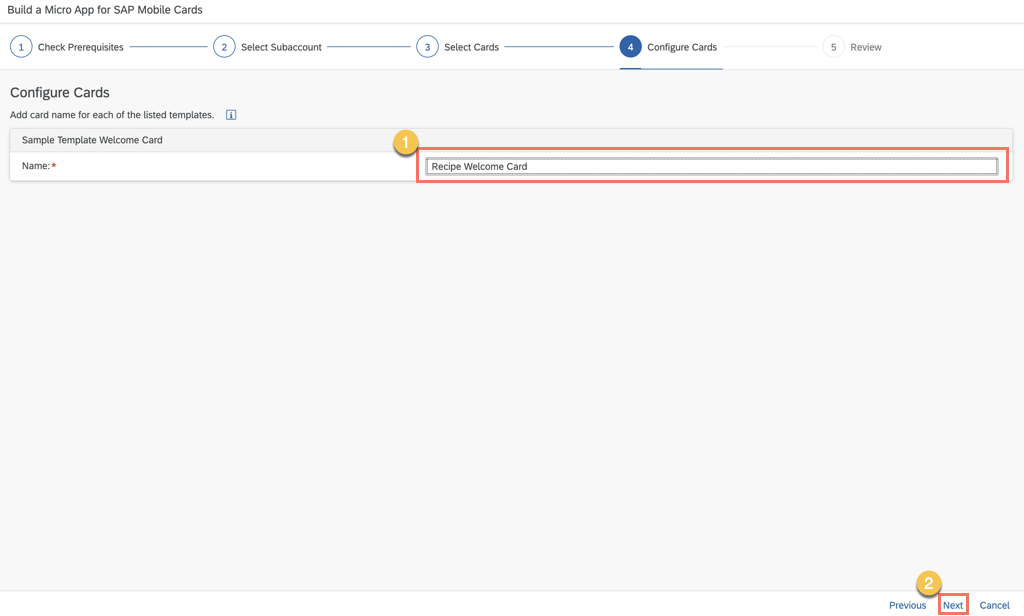 Build a Micro App for SAP Mobile Cards
1 Check Prerequisites 2 Select Subaccount 3 Select Cards 4 Configure Cards 5 Review
Configure Cards
Add card name for each of the listed templates. i
Sample Template Welcome Card
1
Name:* Recipe Welcome Card
2
Previous Next Cancel